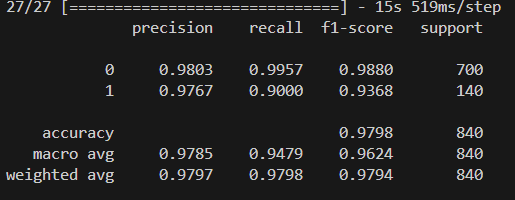 27/27 [==============================] - 15s 519ms/step
precision recall f1-score support
0 0.9803 0.9957 0.9880 700
1 0.9767 0.9000 0.9368 140
accuracy 0.9798 840
macro avg 0.9785 0.9479 0.9624 840
weighted avg 0.9797 0.9798 0.9794 840